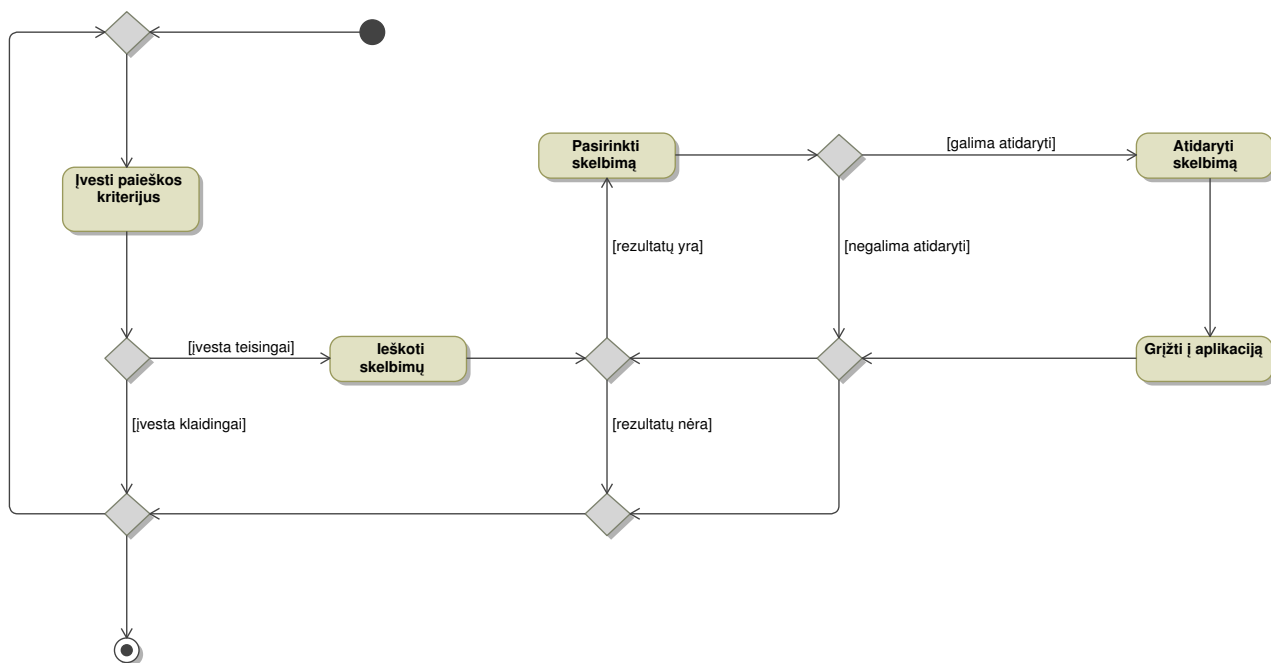 Pasirinkti
skelbimą
[galima atidaryti]
Atidaryti
skelbimą
Įvesti paieškos
kriterijus
[rezultatų yra]
[negalima atidaryti]
[įvesta teisingai]
Ieškoti
skelbimų
Grįžti į aplikaciją
[įvesta klaidingai]
[rezultatų nėra]